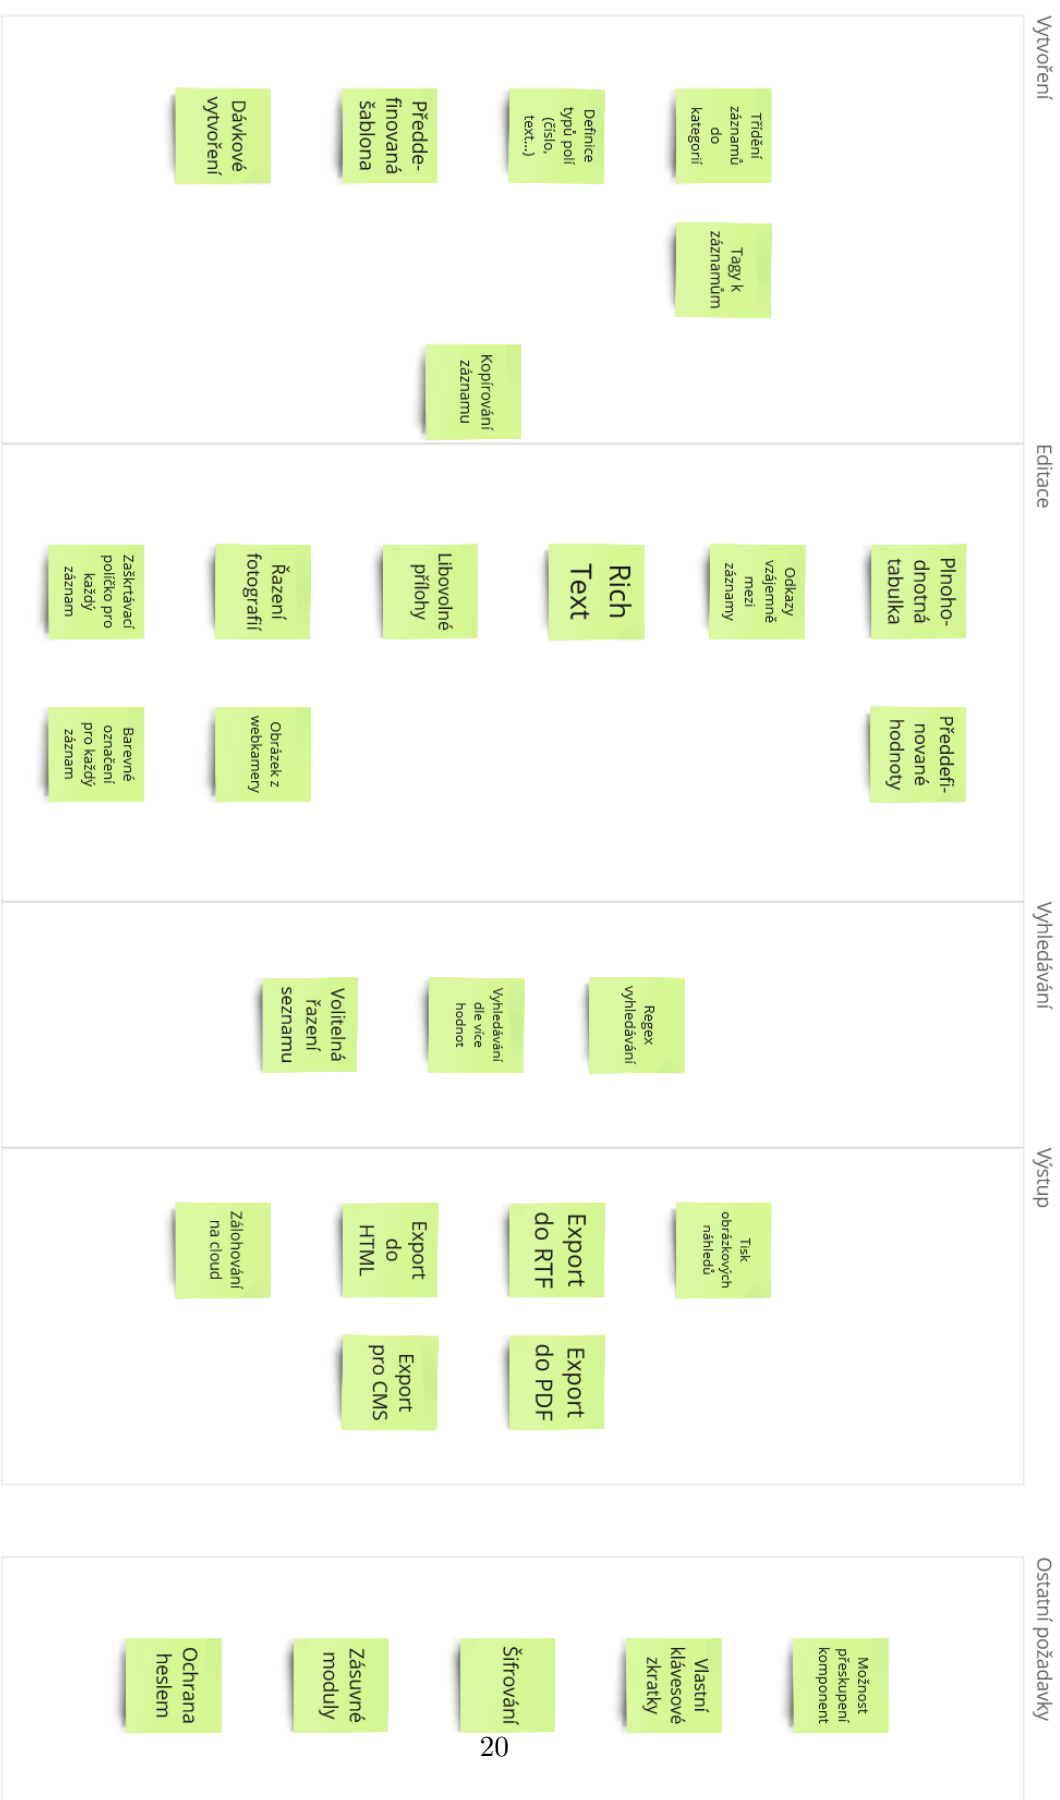 Vytvoření
Třídění
záznamů
do
kategorií
Tagy k
záznamům
Definice
typů polí
(číslo,
text...)
Kopírování
záznamu
Předde-
finovaná
šablona
Dávkové
vytvoření
Editace
Plnoho-
dnotná
tabulka
Předdefi-
nované
hodnoty
Odkazy
vzájemně
mezi
záznamy
Rich
Text
Libovolné
přílohy
Řazení
fotografií
Obrázek z
webkamery
Zaškrtávací
políčko pro
každý
záznam
Barevné
označení
pro každý
záznam
Vyhledávání
Regex
vyhledávání
Vyhledávání
dle více
hodnot
Volitelná
řazení
seznamu
Výstup
Tisk
obrázkových
náhledů
Export
do RTF
Export
do PDF
Export
do
HTML
Export
pro CMS
Zálohování
na cloud
Ostatní požadavky
Možnost
přeskupení
komponent
Vlastní
klávesové
zkratky
Šifrování
Zásuvné
moduly
Ochrana
heslem
20